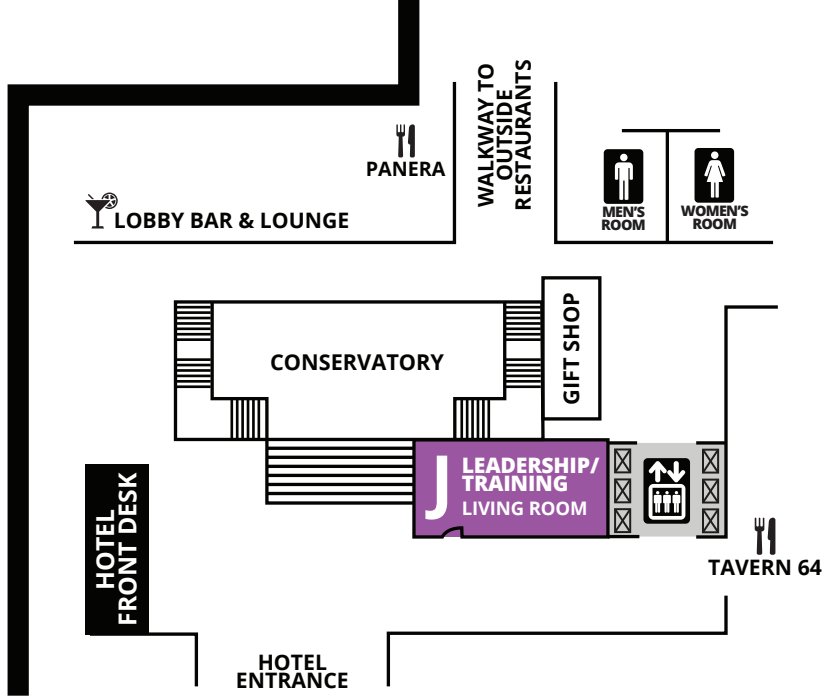 WALKWAY TO
OUTSIDE
RESTAURANTS
PANERA
LOBBY BAR & LOUNGE
MEN'S
ROOM
WOMEN'S
ROOM
CONSERVATORY
GIFT SHOP
J
LEADERSHIP/
TRAINING
LIVING ROOM
HOTEL
FRONT DESK
TAVERN 64
HOTEL
ENTRANCE